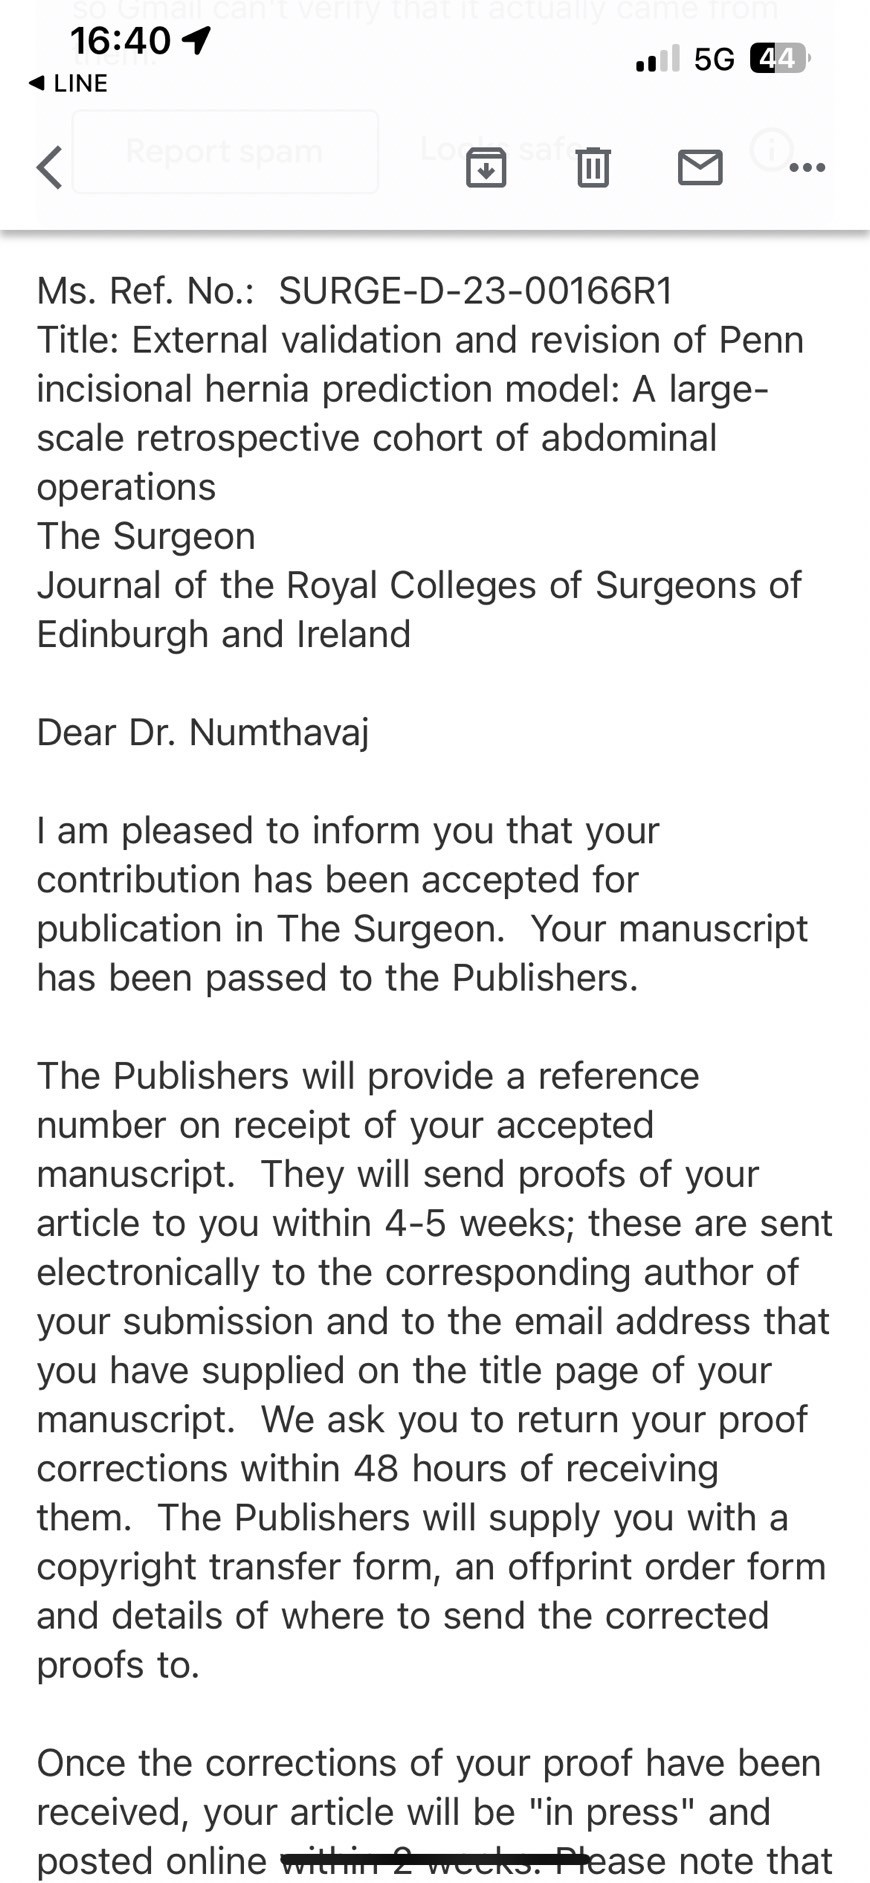 so Gmail can't verify that it actually came from
them.
16:40
5G 44
LINE
Report spam
Looks safe
Ms. Ref. No.:  SURGE-D-23-00166R1
Title: External validation and revision of Penn
incisional hernia prediction model: A large-
scale retrospective cohort of abdominal
operations
The Surgeon
Journal of the Royal Colleges of Surgeons of
Edinburgh and Ireland
Dear Dr. Numthavaj
I am pleased to inform you that your
contribution has been accepted for
publication in The Surgeon.  Your manuscript
has been passed to the Publishers.
The Publishers will provide a reference
number on receipt of your accepted
manuscript.  They will send proofs of your
article to you within 4-5 weeks; these are sent
electronically to the corresponding author of
your submission and to the email address that
you have supplied on the title page of your
manuscript.  We ask you to return your proof
corrections within 48 hours of receiving
them.  The Publishers will supply you with a
copyright transfer form, an offprint order form
and details of where to send the corrected
proofs to.
Once the corrections of your proof have been
received, your article will be "in press" and
posted online within 2 weeks. Please note that